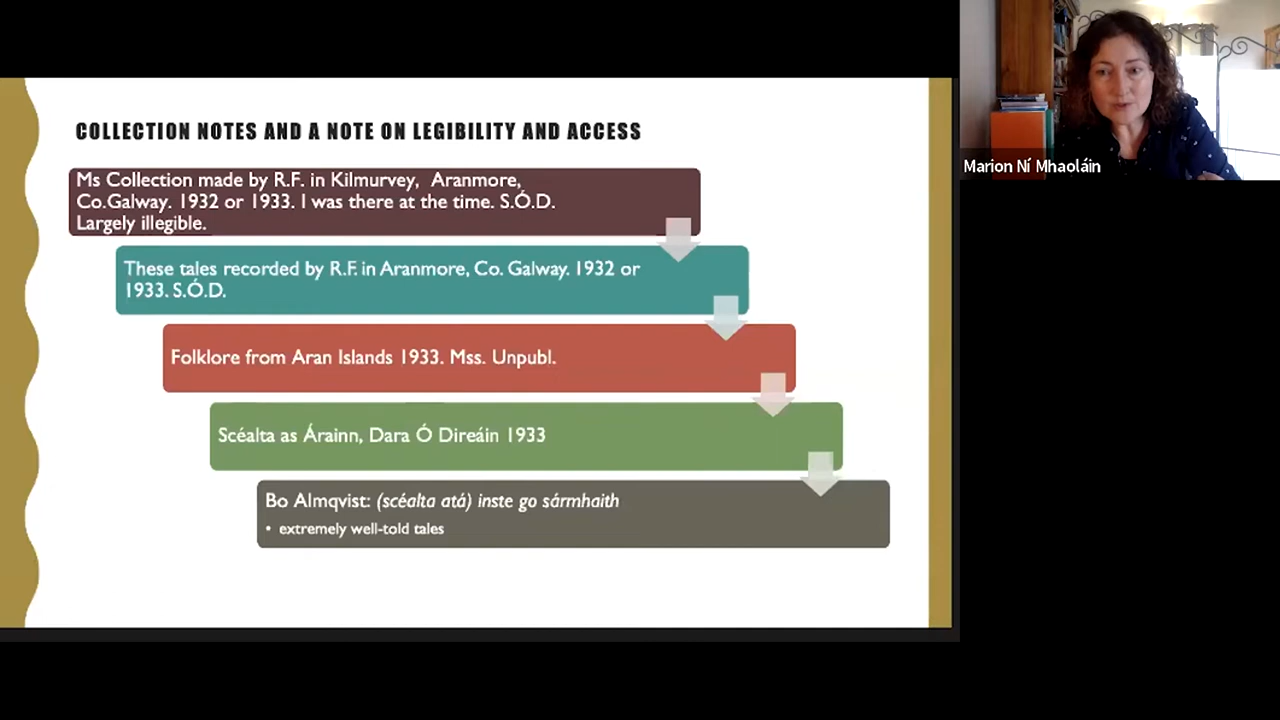 COLLECTION NOTES AND A NOTE ON LEGIBILITY AND ACCESS
Ms Collection made by R.F. in Kilmurvey, Aranmore,
Co.Galway. 1932 or 1933. I was there at the time. S.Ó.D.
Largely illegible.
These tales recorded by R.F. in Aranmore, Co. Galway. 1932 or
1933. S.Ó.D.
Folklore from Aran Islands 1933. Mss. Unpubl.
Scéalta as Árainn, Dara Ó Direáin 1933
Bo Almqvist: (scéalta atá) inste go sármhaith
• extremely well-told tales
Marion Ní Mhaoláin